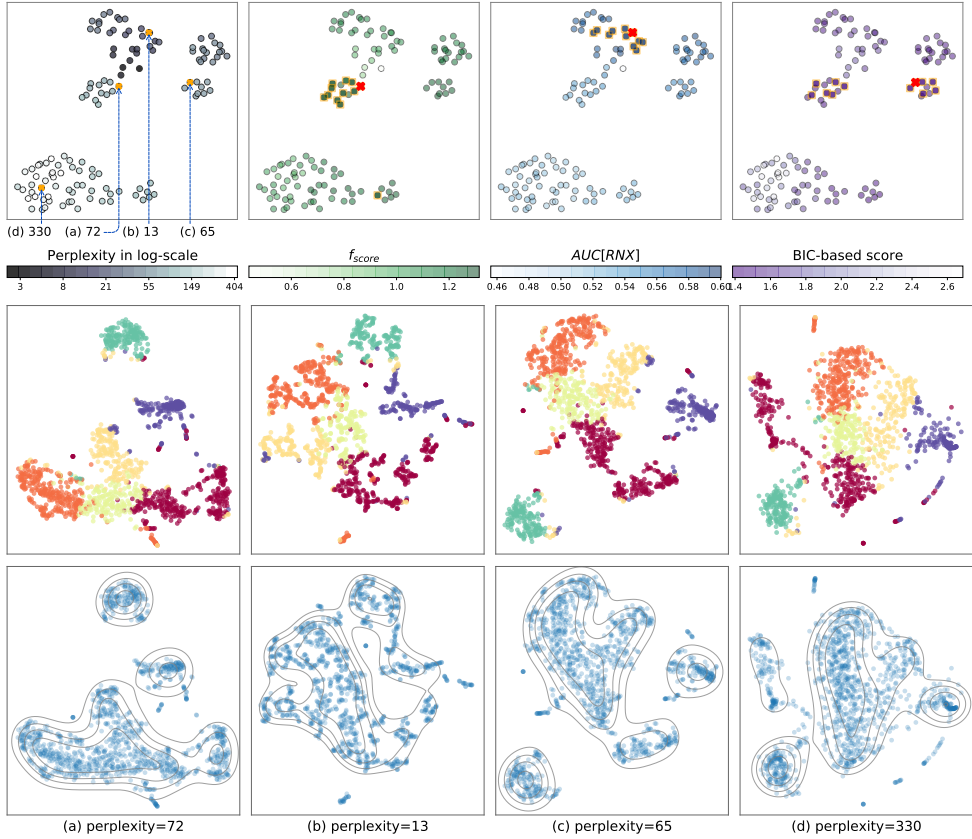 (d) 330 (a) 72 (b) 13 (c) 65
Perplexity in log-scale
3 8 21 55 149 404
f_score
0.6 0.8 1.0 1.2
AUC[RNX]
0.46 0.48 0.50 0.52 0.54 0.56 0.58 0.60
BIC-based score
1.4 1.6 1.8 2.0 2.2 2.4 2.6
(a) perplexity=72 (b) perplexity=13 (c) perplexity=65 (d) perplexity=330